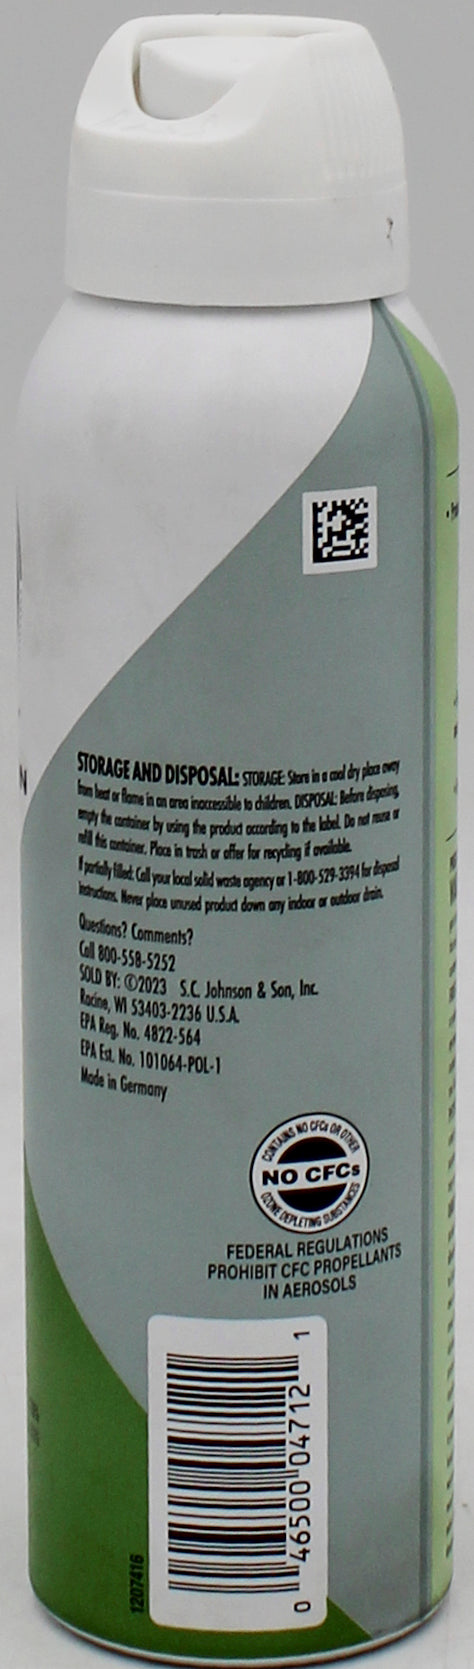 STORAGE AND DISPOSAL: STORAGE: Store in a cool dry place away
from heat or flame in an area inaccessible to children. DISPOSAL: Before disposing,
empty the container by using the product according to the label. Do not reuse or
refill this container. Place in trash or offer for recycling if available.
If partially filled: Call your local solid waste agency or 1-800-529-3394 for disposal
instructions. Never place unused product down any indoor or outdoor drain.
Questions? Comments?
Call 800-558-5252
SOLD BY: ©2023 S.C. Johnson & Son, Inc.
Racine, WI 53403-2236 U.S.A.
EPA Reg. No. 4822-564
EPA Est. No. 101064-POL-1
Made in Germany
CONTAINS NO CFCs OR OTHER
NO CFCs
OZONE DEPLETING SUBSTANCES
FEDERAL REGULATIONS
PROHIBIT CFC PROPELLANTS
IN AEROSOLS
0 46500 04712 1
1207416
N